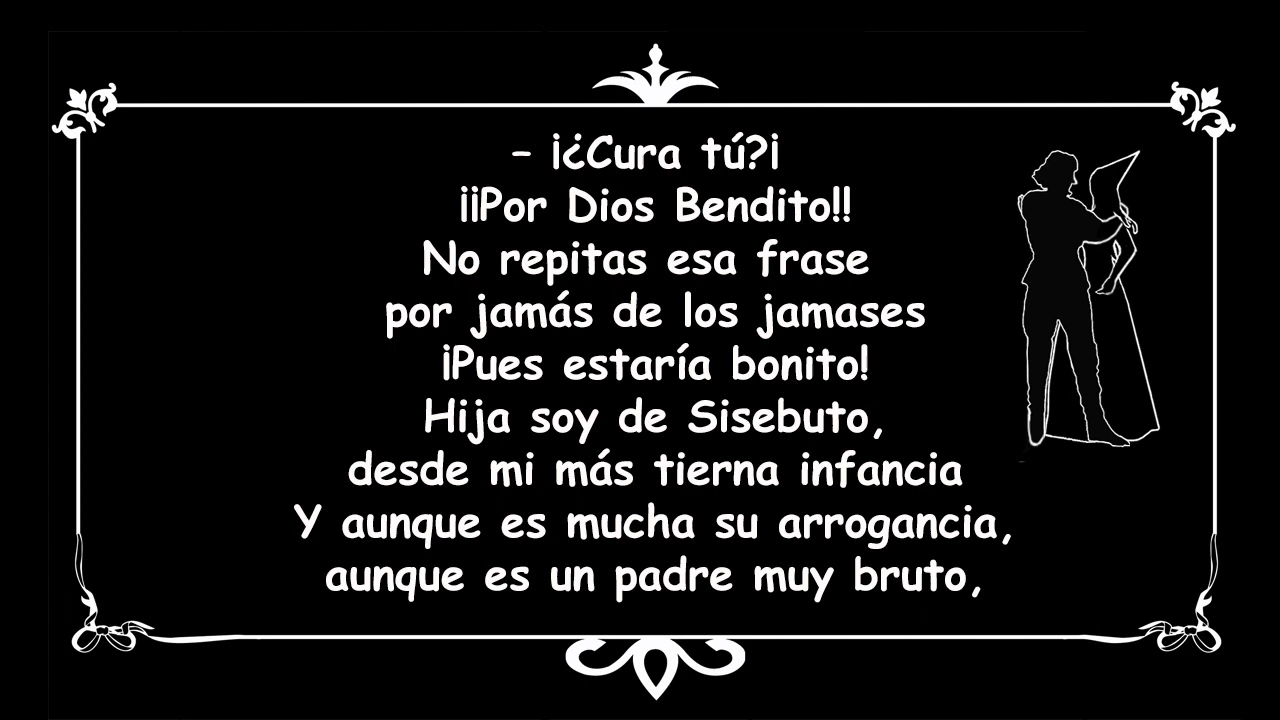 – ¡¿Cura tú?¡
¡¡Por Dios Bendito!!
No repitas esa frase
por jamás de los jamases
¡Pues estaría bonito!
Hija soy de Sisebuto,
desde mi más tierna infancia
Y aunque es mucha su arrogancia,
aunque es un padre muy bruto,